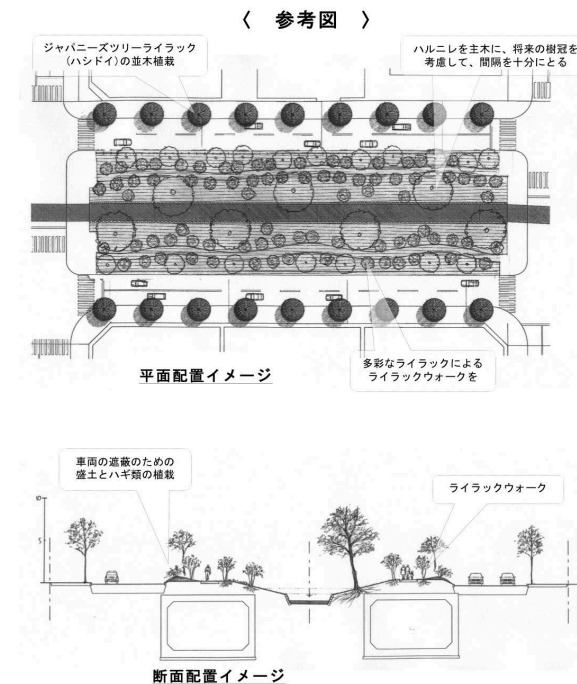 〈 参考図 〉
ジャパニーズツリーライラック
(ハシドイ)の並木植栽
ハルニレを主木に、将来の樹冠を
考慮して、間隔を十分にとる
多彩なライラックによる
ライラックウォークを
平面配置イメージ
車両の遮蔽のための
盛土とハギ類の植栽
ライラックウォーク
10
5
断面配置イメージ